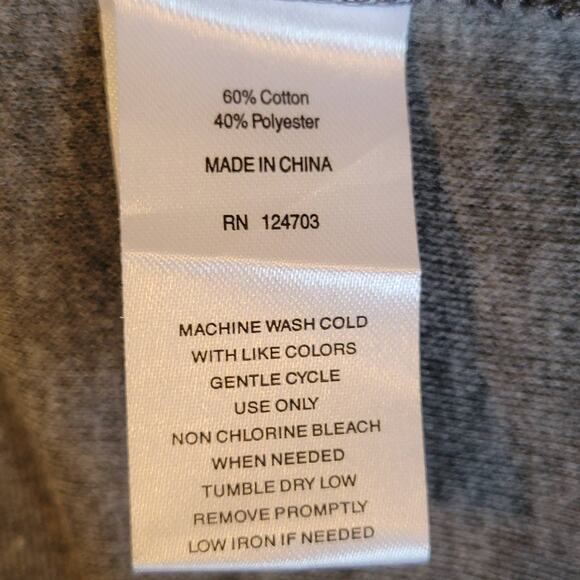 60% Cotton
40% Polyester
MADE IN CHINA
RN 124703
MACHINE WASH COLD
WITH LIKE COLORS
GENTLE CYCLE
USE ONLY
NON CHLORINE BLEACH
WHEN NEEDED
TUMBLE DRY LOW
REMOVE PROMPTLY
LOW IRON IF NEEDED